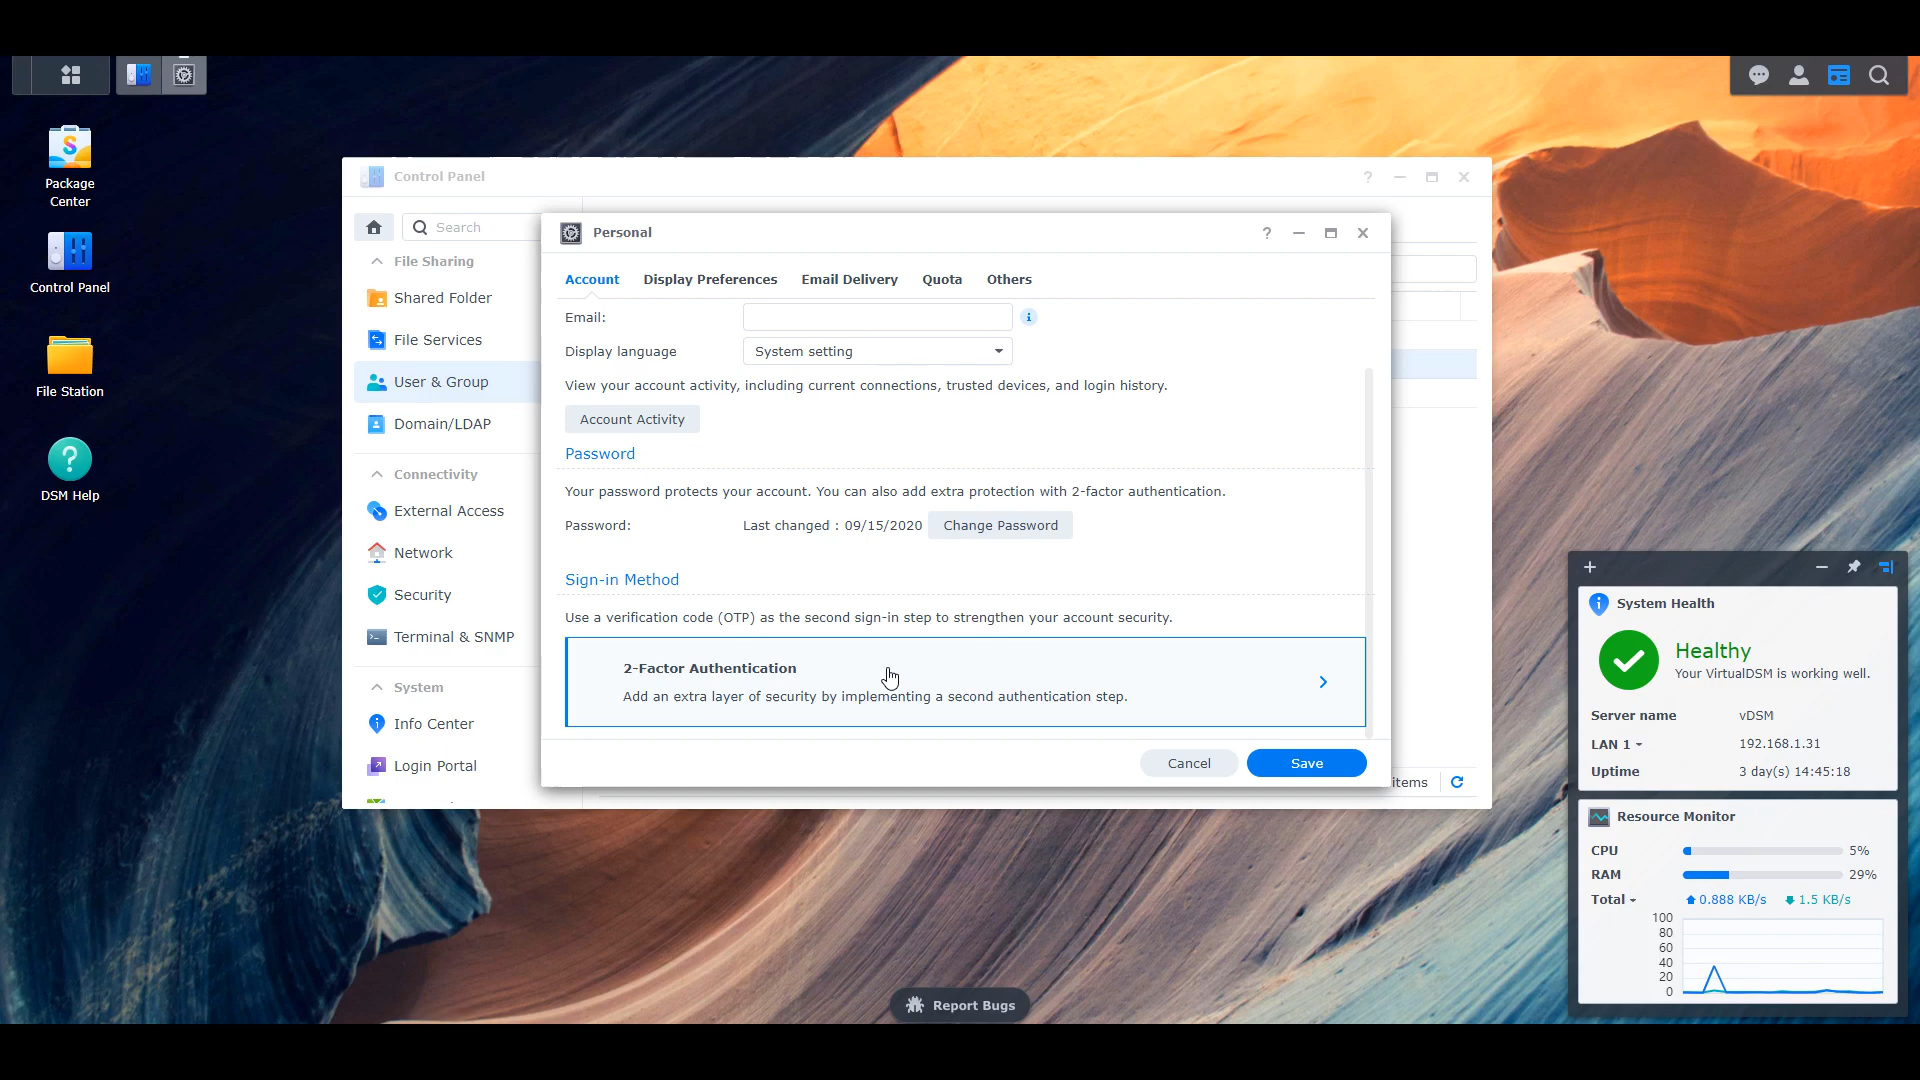 Package
Center
Control Panel
File Station
DSM Help
Control Panel
Search
File Sharing
Shared Folder
File Services
User & Group
Domain/LDAP
Connectivity
External Access
Network
Security
Terminal & SNMP
System
Info Center
Login Portal
items
Personal
Account Display Preferences Email Delivery Quota Others
Email:
Display language System setting
View your account activity, including current connections, trusted devices, and login history.
Account Activity
Password
Your password protects your account. You can also add extra protection with 2-factor authentication.
Password: Last changed : 09/15/2020 Change Password
Sign-in Method
Use a verification code (OTP) as the second sign-in step to strengthen your account security.
2-Factor Authentication
Add an extra layer of security by implementing a second authentication step.
Cancel Save
System Health
Healthy
Your VirtualDSM is working well.
Server name vDSM
LAN 1 192.168.1.31
Uptime 3 day(s) 14:45:18
Resource Monitor
CPU 5%
RAM 29%
Total 0.888 KB/s 1.5 KB/s
100
80
60
40
20
0
Report Bugs